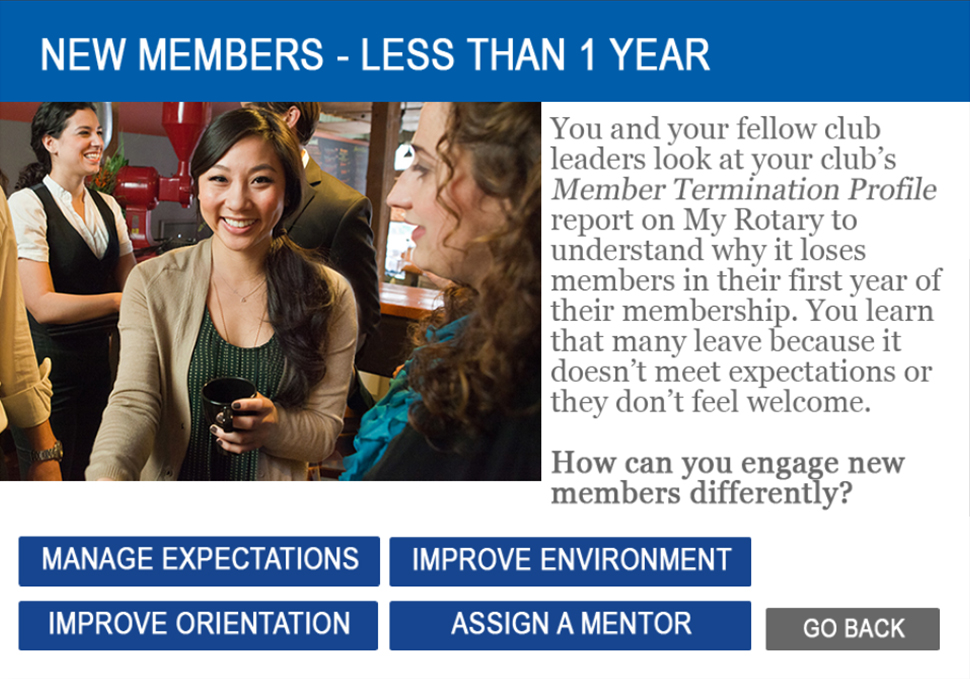 NEW MEMBERS - LESS THAN 1 YEAR
You and your fellow club
leaders look at your club’s
Member Termination Profile
report on My Rotary to
understand why it loses
members in their first year of
their membership. You learn
that many leave because it
doesn’t meet expectations or
they don’t feel welcome.
How can you engage new
members differently?
MANAGE EXPECTATIONS
IMPROVE ENVIRONMENT
IMPROVE ORIENTATION
ASSIGN A MENTOR
GO BACK